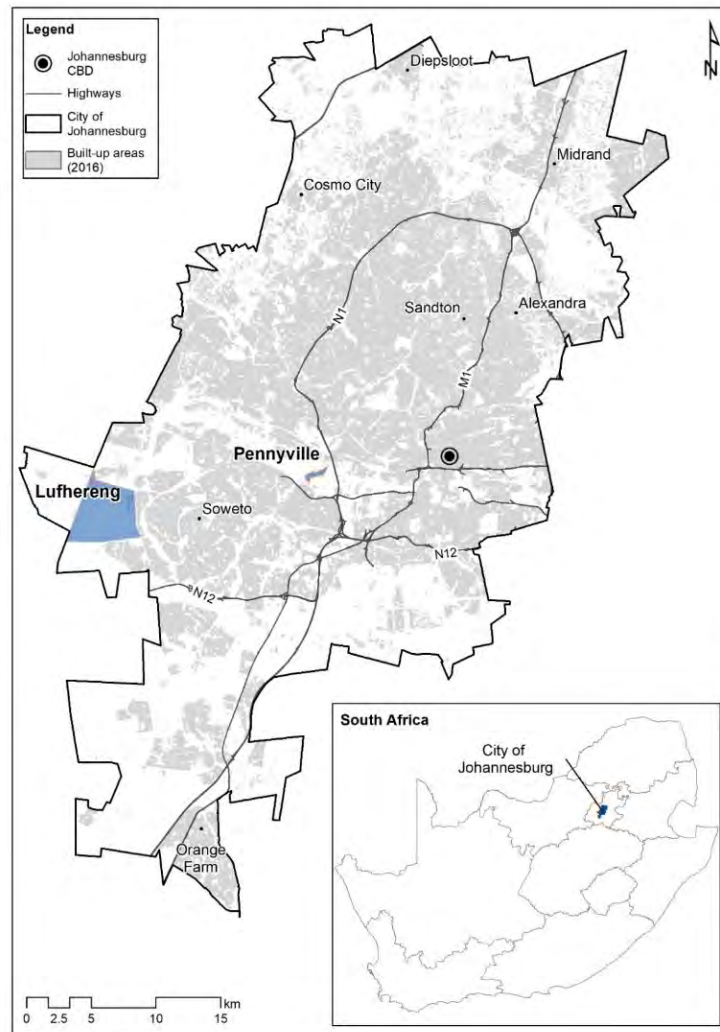 Legend
Johannesburg
CBD
Highways
City of
Johannesburg
Built-up areas
(2016)
N
Diepsloot
Midrand
Cosmo City
N1
Sandton
Alexandra
M1
Pennyville
Lufhereng
Soweto
N12
N12
Orange
Farm
South Africa
City of
Johannesburg
km
0 2.5 5 10 15